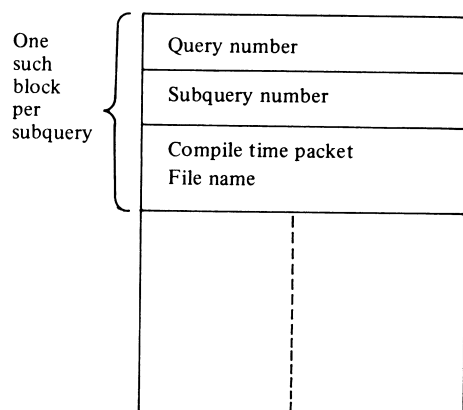 One
such
block
per
subquery
Query number
Subquery number
Compile time packet
File name